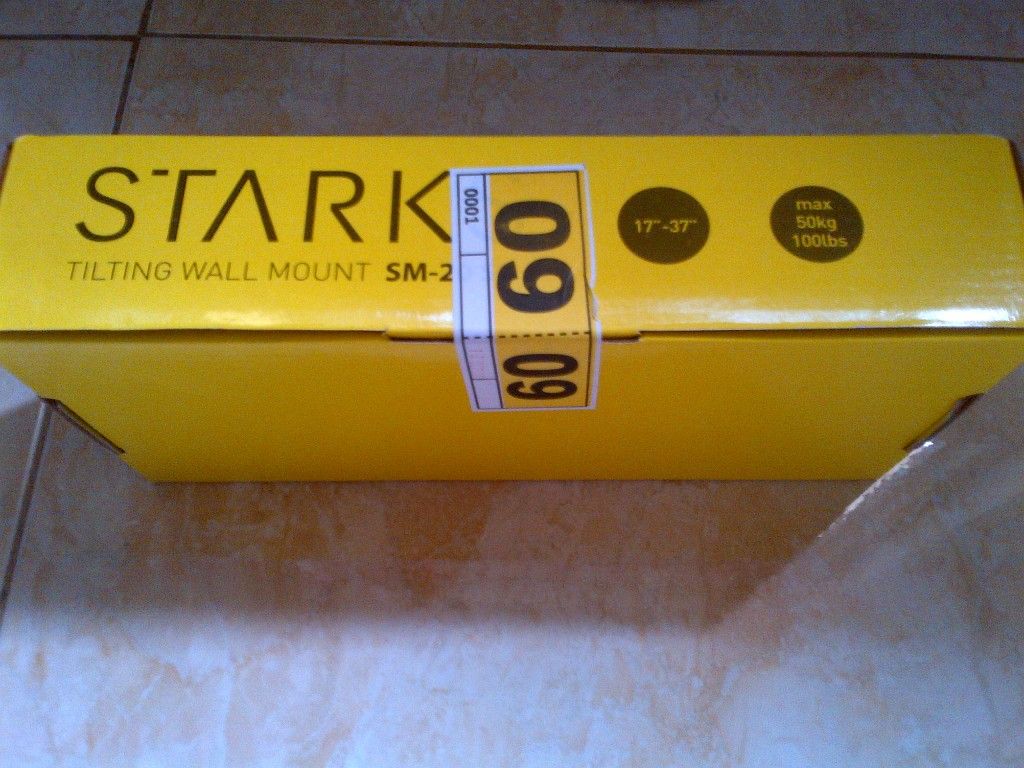 STARK
TILTING WALL MOUNT SM-2
0001
60
60
17"-37"
max
50kg
100lbs